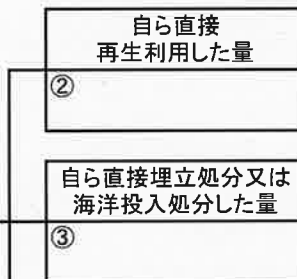 自ら直接
再生利用した量
②
自ら直接埋立処分又は
海洋投入処分した量
③